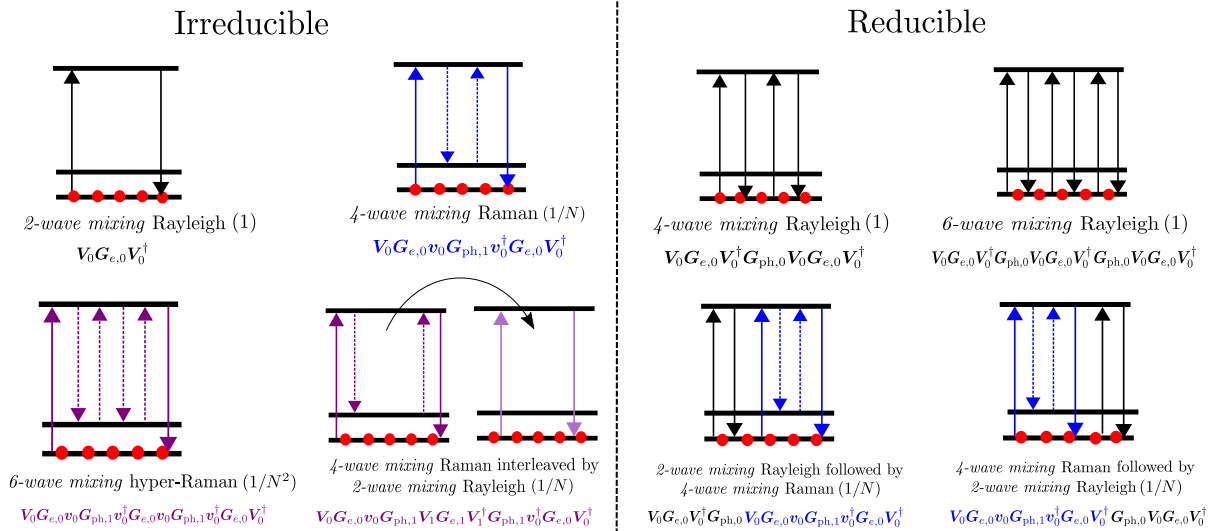 Irreducible
Reducible
2-wave mixing Rayleigh (1)
V₀Gₑ,₀V₀†
4-wave mixing Raman (1/N)
V₀Gₑ,₀v₀Gₚₕ,₁v₀†Gₑ,₀V₀†
4-wave mixing Rayleigh (1)
V₀Gₑ,₀V₀†Gₚₕ,₀V₀Gₑ,₀V₀†
6-wave mixing Rayleigh (1)
V₀Gₑ,₀V₀†Gₚₕ,₀V₀Gₑ,₀V₀†Gₚₕ,₀V₀Gₑ,₀V₀†
6-wave mixing hyper-Raman (1/N²)
V₀Gₑ,₀v₀Gₚₕ,₁v₀†Gₑ,₀v₀Gₚₕ,₁v₀†Gₑ,₀V₀†
4-wave mixing Raman interleaved by
2-wave mixing Rayleigh (1/N)
V₀Gₑ,₀v₀Gₚₕ,₁V₁Gₑ,₁V₁†Gₚₕ,₁v₀†Gₑ,₀V₀†
2-wave mixing Rayleigh followed by
4-wave mixing Raman (1/N)
V₀Gₑ,₀V₀†Gₚₕ,₀V₀Gₑ,₀v₀Gₚₕ,₁v₀†Gₑ,₀V₀†
4-wave mixing Raman followed by
2-wave mixing Rayleigh (1/N)
V₀Gₑ,₀v₀Gₚₕ,₁v₀†Gₑ,₀V₀†Gₚₕ,₀V₀Gₑ,₀V₀†